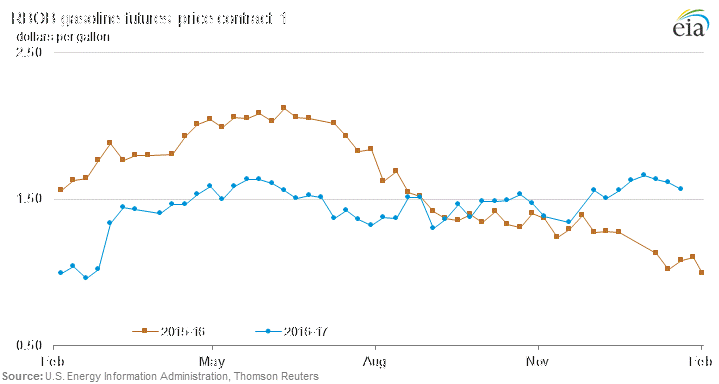 RBOB gasoline futures price contract 1
dollars per gallon
eia
2.50
1.50
0.50
2015-16
2016-17
Feb
May
Aug
Nov
Feb
Source: U.S. Energy Information Administration, Thomson Reuters